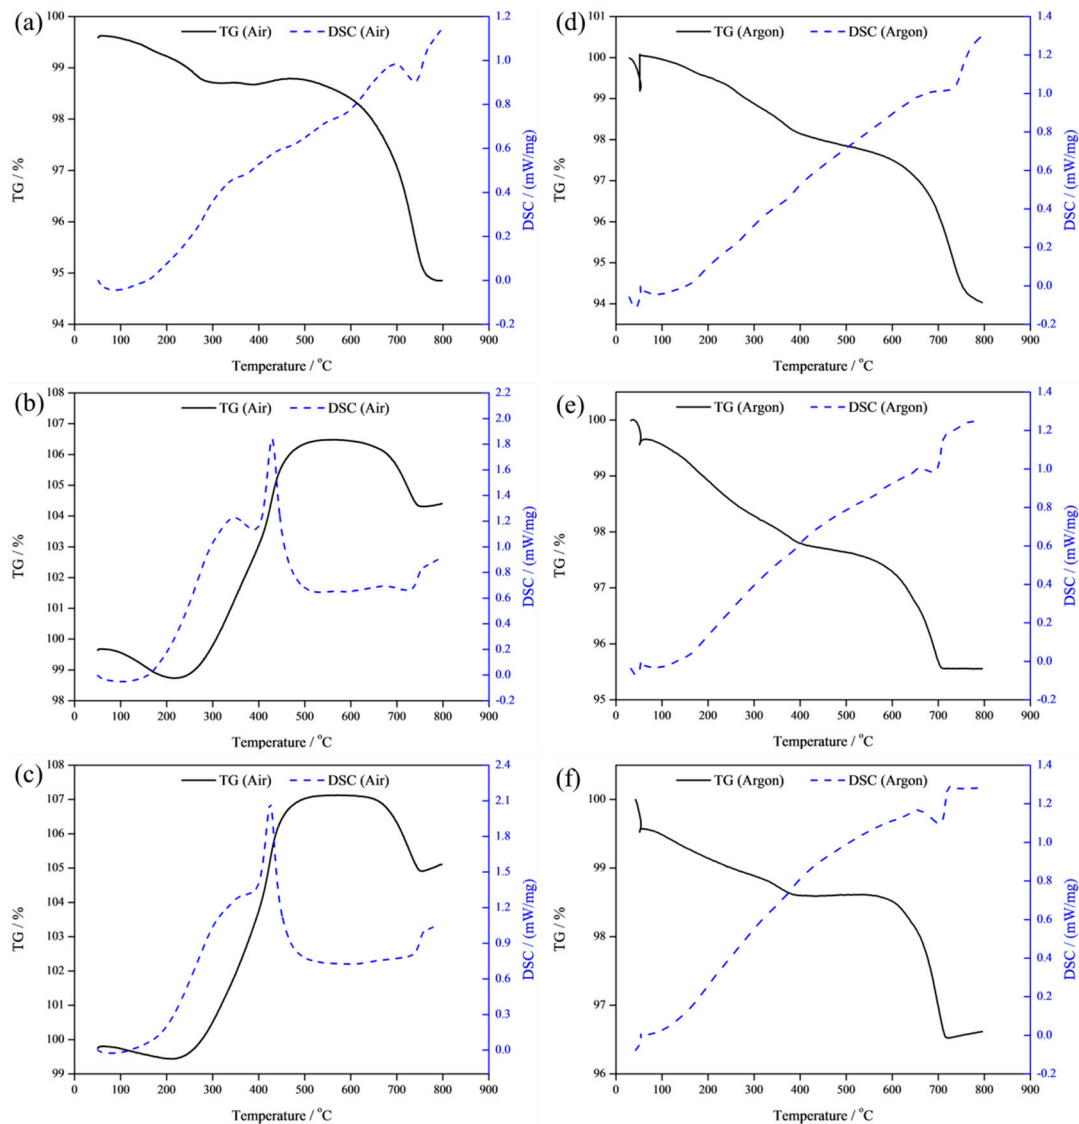 (a)
TG (Air)
DSC (Air)
TG / %
100
99
98
97
96
95
94
DSC / (mW/mg)
1.2
1.0
0.8
0.6
0.4
0.2
0.0
-0.2
0 100 200 300 400 500 600 700 800 900
Temperature / °C
(d)
TG (Argon)
DSC (Argon)
TG / %
101
100
99
98
97
96
95
94
DSC / (mW/mg)
1.4
1.2
1.0
0.8
0.6
0.4
0.2
0.0
-0.2
0 100 200 300 400 500 600 700 800 900
Temperature / °C
(b)
TG (Air)
DSC (Air)
TG / %
108
107
106
105
104
103
102
101
100
99
98
DSC / (mW/mg)
2.2
2.0
1.8
1.6
1.4
1.2
1.0
0.8
0.6
0.4
0.2
0.0
-0.2
0 100 200 300 400 500 600 700 800 900
Temperature / °C
(e)
TG (Argon)
DSC (Argon)
TG / %
100
99
98
97
96
95
DSC / (mW/mg)
1.4
1.2
1.0
0.8
0.6
0.4
0.2
0.0
-0.2
0 100 200 300 400 500 600 700 800 900
Temperature / °C
(c)
TG (Air)
DSC (Air)
TG / %
108
107
106
105
104
103
102
101
100
99
DSC / (mW/mg)
2.4
2.1
1.8
1.5
1.2
0.9
0.6
0.3
0.0
0 100 200 300 400 500 600 700 800 900
Temperature / °C
(f)
TG (Argon)
DSC (Argon)
TG / %
100
99
98
97
96
DSC / (mW/mg)
1.4
1.2
1.0
0.8
0.6
0.4
0.2
0.0
-0.2
0 100 200 300 400 500 600 700 800 900
Temperature / °C